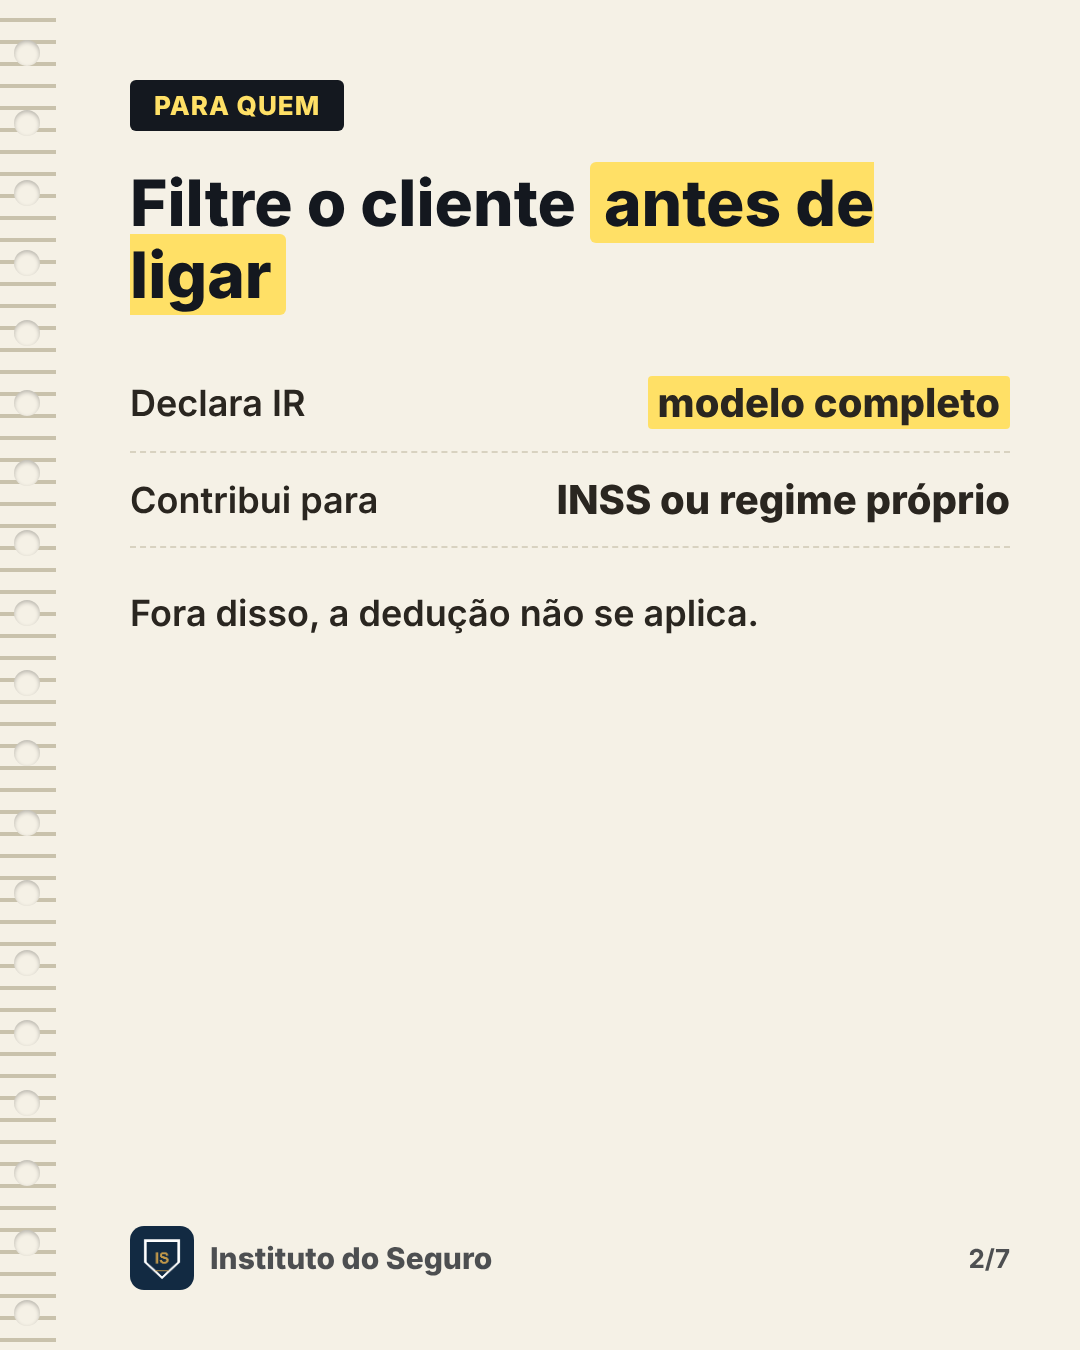 PARA QUEM
Filtre o cliente antes de
ligar
Declara IR modelo completo
Contribui para INSS ou regime próprio
Fora disso, a dedução não se aplica.
IS
Instituto do Seguro
2/7